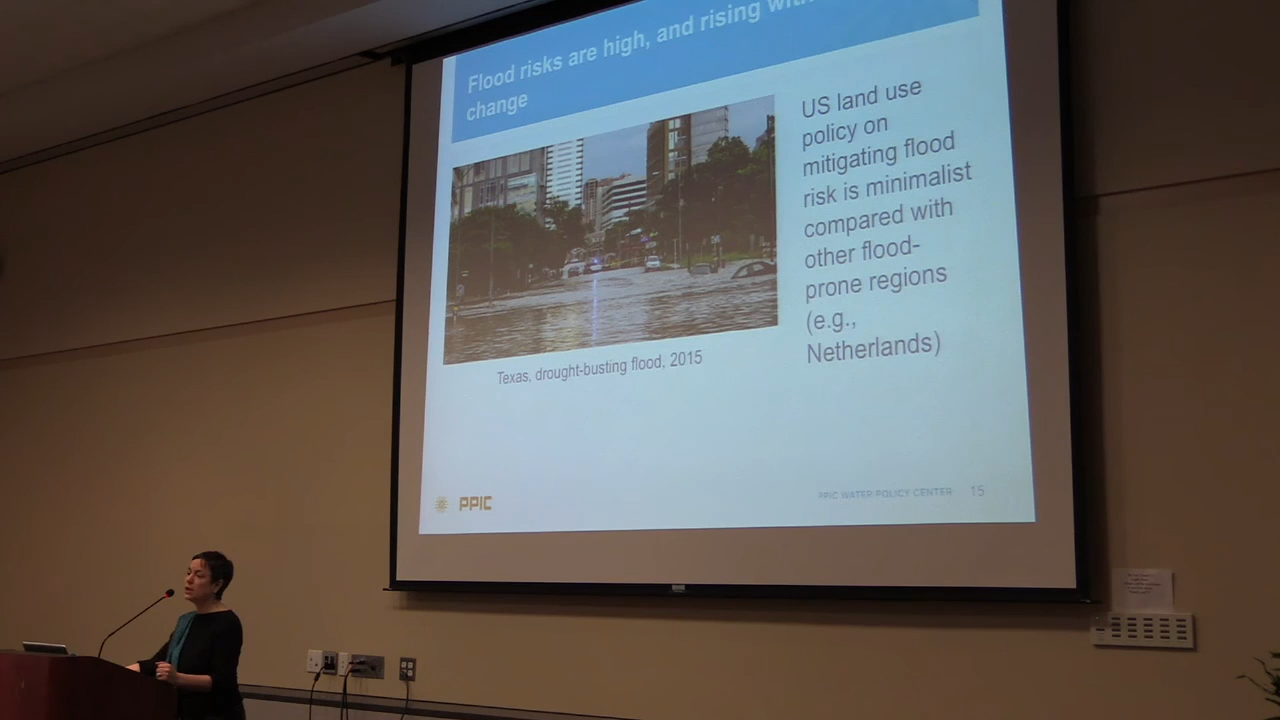 Flood risks are high, and rising with
change
US land use
policy on
mitigating flood
risk is minimalist
compared with
other flood-
prone regions
(e.g.,
Netherlands)
Texas, drought-busting flood, 2015
PPIC
PPIC WATER POLICY CENTER 15